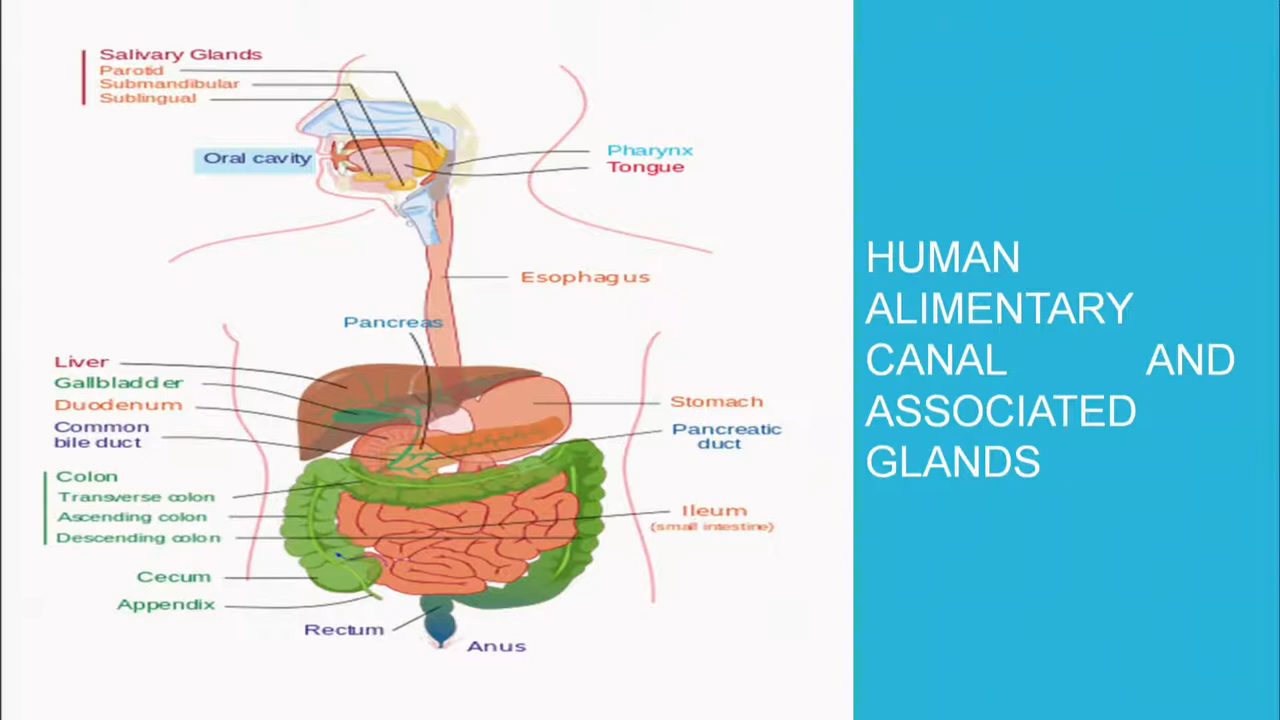 Salivary Glands
Parotid
Submandibular
Sublingual
Oral cavity
Pharynx
Tongue
Esophagus
Pancreas
Liver
Gallbladder
Duodenum
Common
bile duct
Stomach
Pancreatic
duct
Colon
Transverse colon
Ascending colon
Descending colon
Ileum
(small intestine)
Cecum
Appendix
Rectum
Anus
HUMAN
ALIMENTARY
CANAL AND
ASSOCIATED
GLANDS